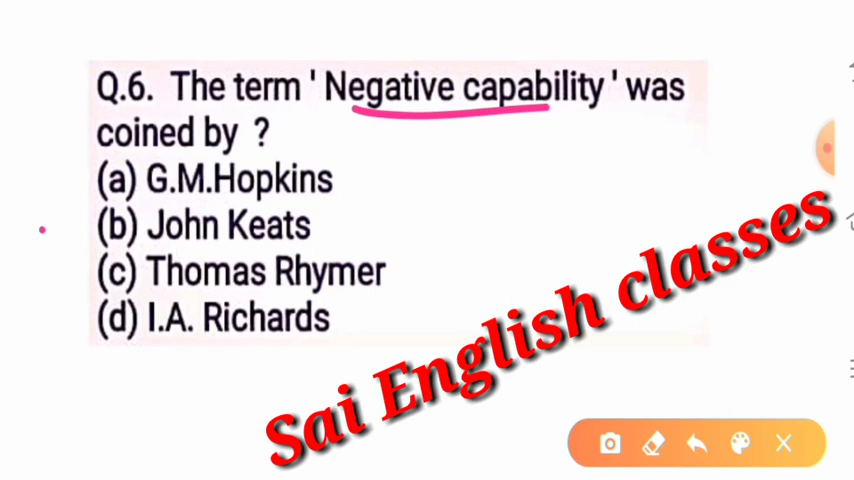 Q.6. The term ' Negative capability ' was
coined by ?
(a) G.M.Hopkins
(b) John Keats
(c) Thomas Rhymer
(d) I.A. Richards
Sai English classes